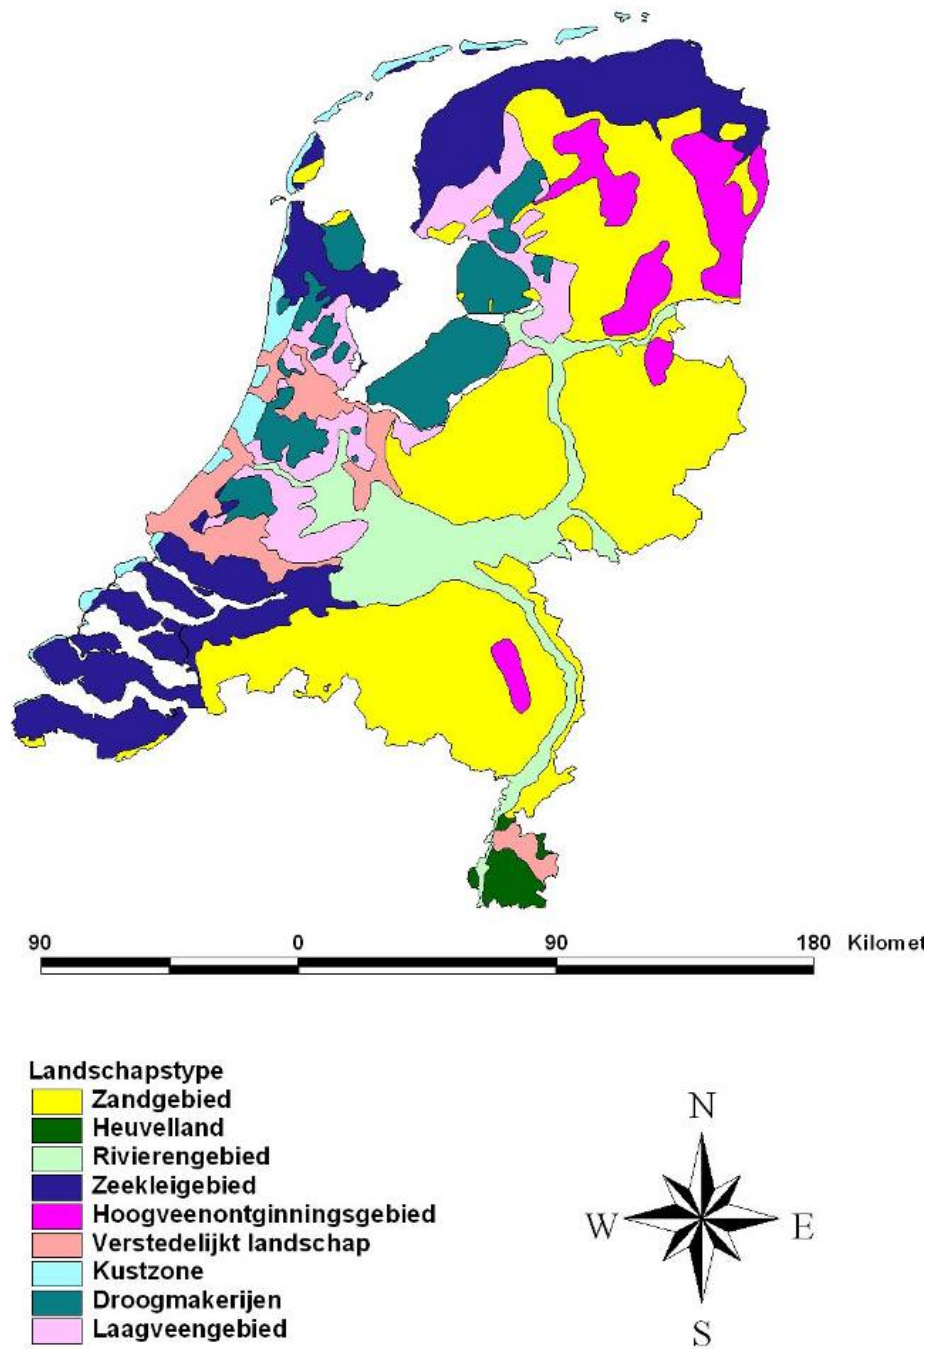 90 0 90 180 Kilomet
Landschapstype
Zandgebied
Heuvelland
Rivierengebied
Zeekleigebied
Hoogveenontginningsgebied
Verstedelijkt landschap
Kustzone
Droogmakerijen
Laagveengebied
N
W E
S